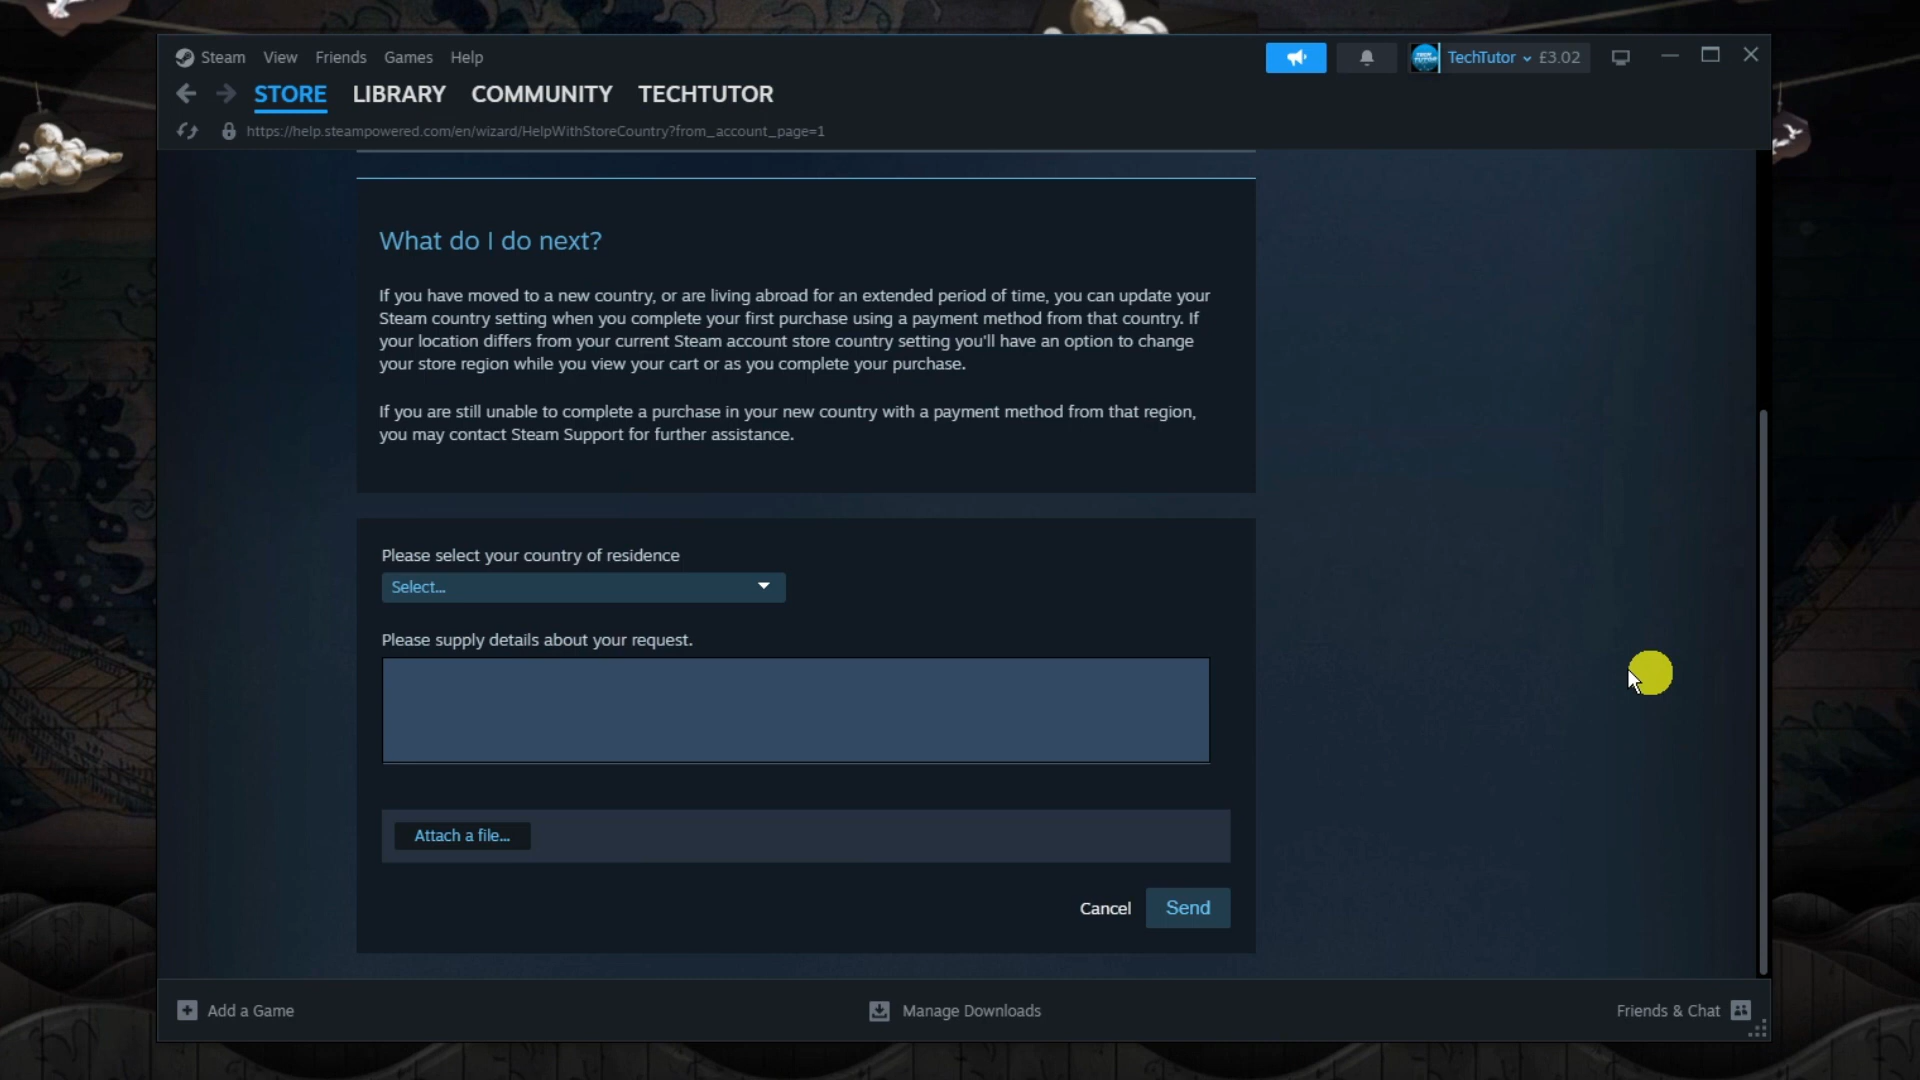 Steam View Friends Games Help
TechTutor £3.02
STORE LIBRARY COMMUNITY TECHTUTOR
https://help.steampowered.com/en/wizard/HelpWithStoreCountry?from_account_page=1
What do I do next?
If you have moved to a new country, or are living abroad for an extended period of time, you can update your
Steam country setting when you complete your first purchase using a payment method from that country. If
your location differs from your current Steam account store country setting you'll have an option to change
your store region while you view your cart or as you complete your purchase.
If you are still unable to complete a purchase in your new country with a payment method from that region,
you may contact Steam Support for further assistance.
Please select your country of residence
Select...
Please supply details about your request.
Attach a file...
Cancel Send
Add a Game Manage Downloads Friends & Chat